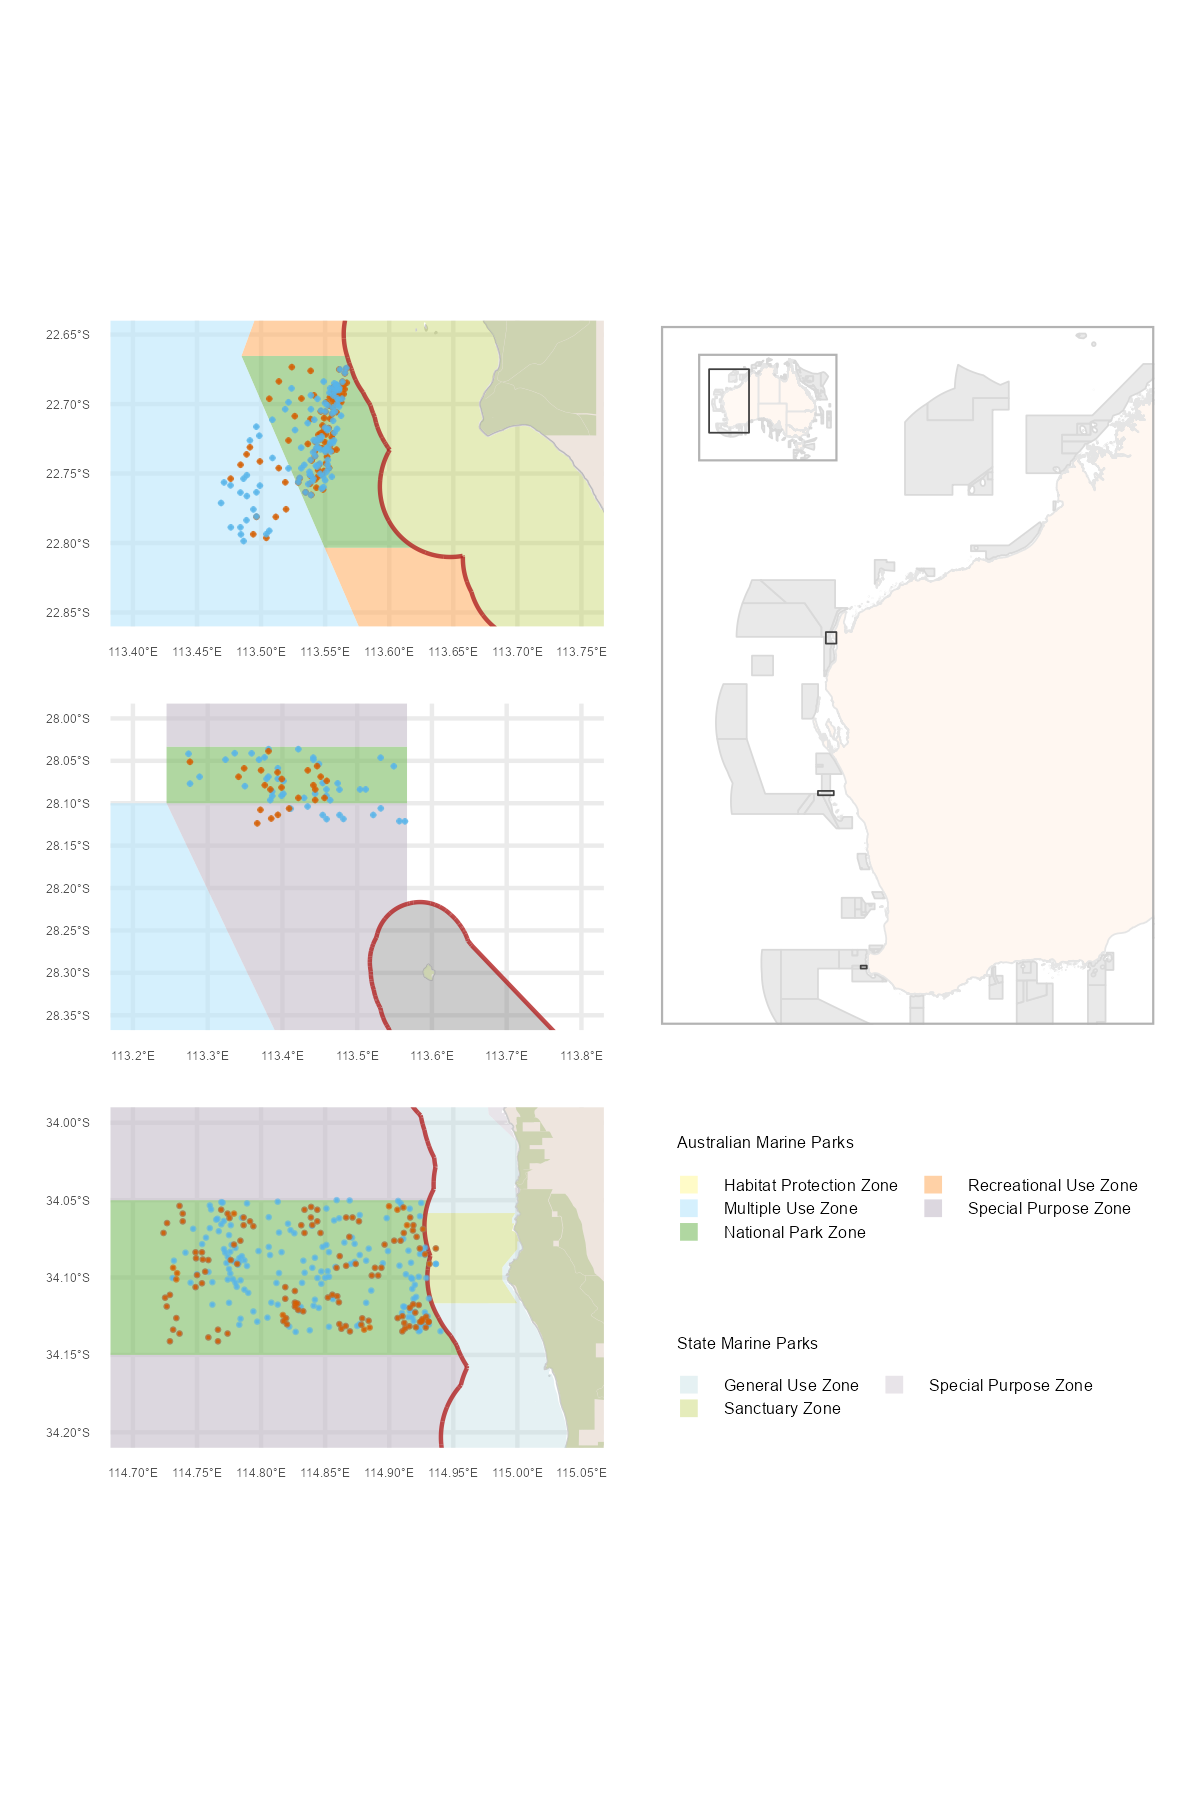 22.65°S
22.70°S
22.75°S
22.80°S
22.85°S
113.40°E 113.45°E 113.50°E 113.55°E 113.60°E 113.65°E 113.70°E 113.75°E
28.00°S
28.05°S
28.10°S
28.15°S
28.20°S
28.25°S
28.30°S
28.35°S
113.2°E 113.3°E 113.4°E 113.5°E 113.6°E 113.7°E 113.8°E
34.00°S
34.05°S
34.10°S
34.15°S
34.20°S
114.70°E 114.75°E 114.80°E 114.85°E 114.90°E 114.95°E 115.00°E 115.05°E
Australian Marine Parks
Habitat Protection Zone Recreational Use Zone
Multiple Use Zone Special Purpose Zone
National Park Zone
State Marine Parks
General Use Zone Special Purpose Zone
Sanctuary Zone